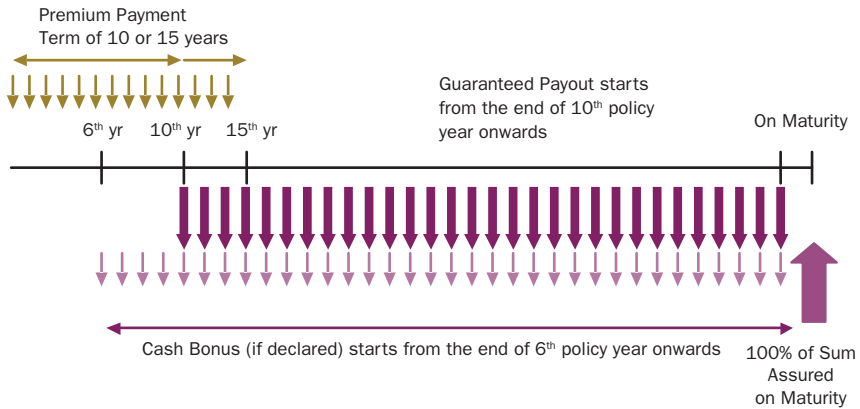 Premium Payment
Term of 10 or 15 years
Guaranteed Payout starts
from the end of 10th policy
year onwards
On Maturity
6th yr
10th yr
15th yr
Cash Bonus (if declared) starts from the end of 6th policy year onwards
100% of Sum
Assured
on Maturity